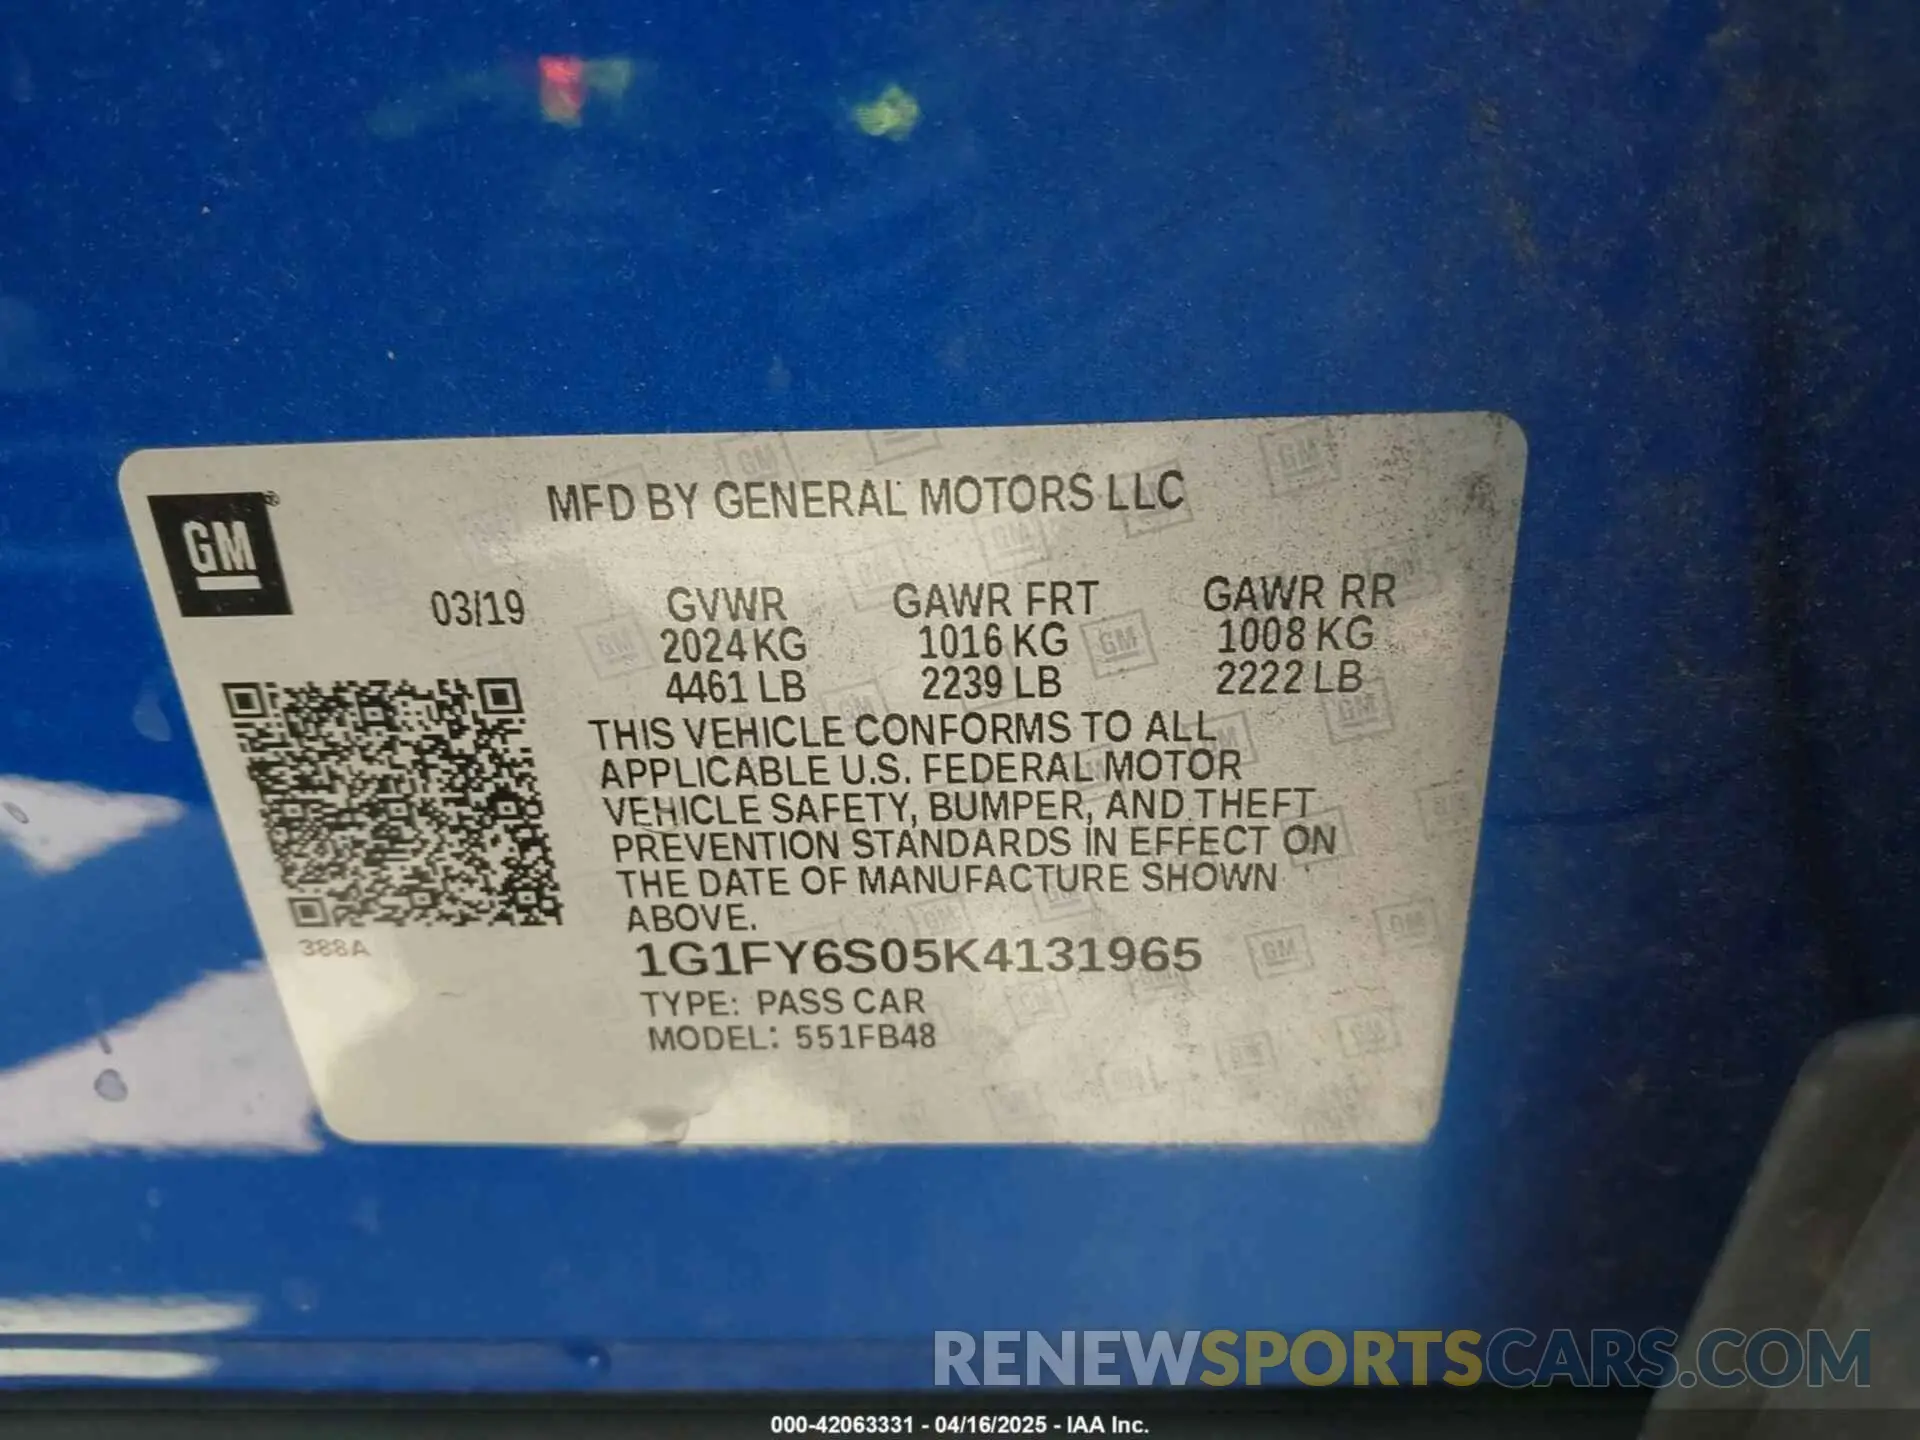 MFD BY GENERAL MOTORS LLC
GM®
03/19 GVWR GAWR FRT GAWR RR
2024 KG 1016 KG 1008 KG
4461 LB 2239 LB 2222 LB
THIS VEHICLE CONFORMS TO ALL
APPLICABLE U.S. FEDERAL MOTOR
VEHICLE SAFETY, BUMPER, AND THEFT
PREVENTION STANDARDS IN EFFECT ON
THE DATE OF MANUFACTURE SHOWN
ABOVE.
388A
1G1FY6S05K4131965
TYPE: PASS CAR
MODEL: 551FB48
RENEWSPORTSCARS.COM
000-42063331 - 04/16/2025 - IAA Inc.